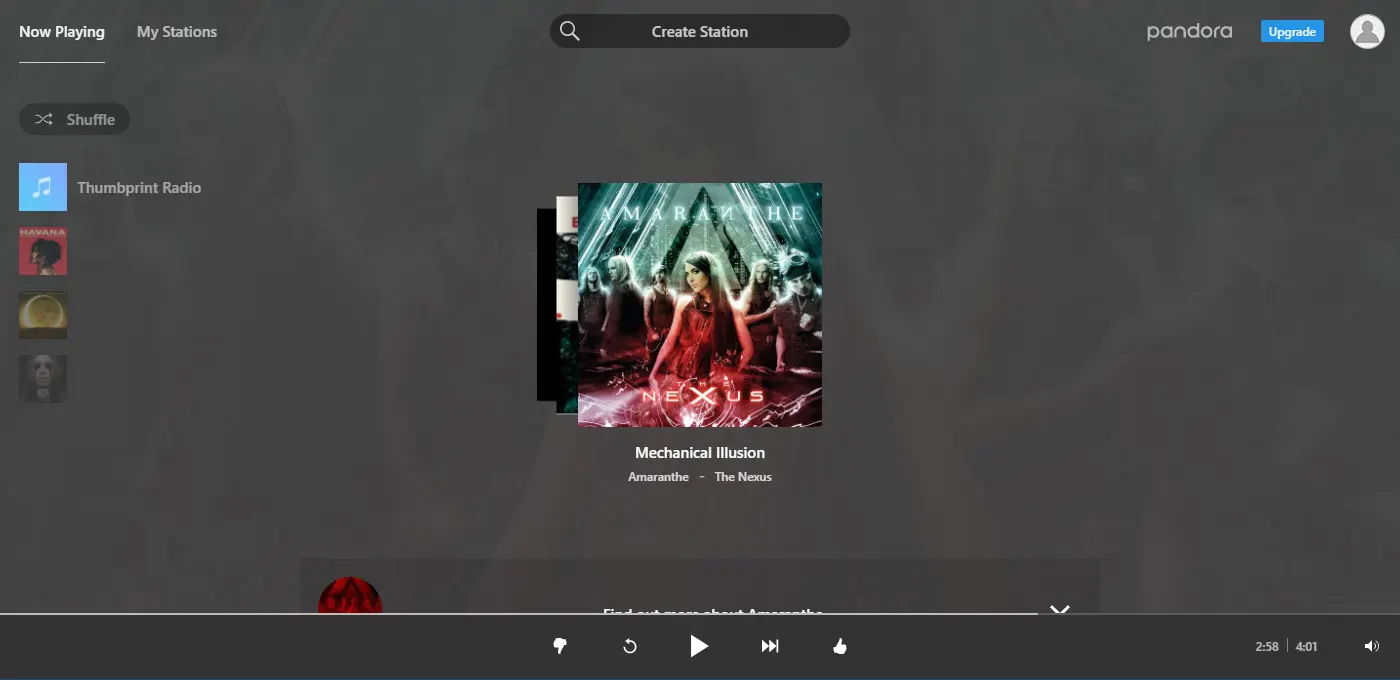 Now Playing
My Stations
Create Station
pandora
Upgrade
Shuffle
Thumbprint Radio
HAVANA
AMARANTHE
THE
NEXUS
Mechanical Illusion
Amaranthe - The Nexus
Find out more about Amaranthe
2:58 | 4:01